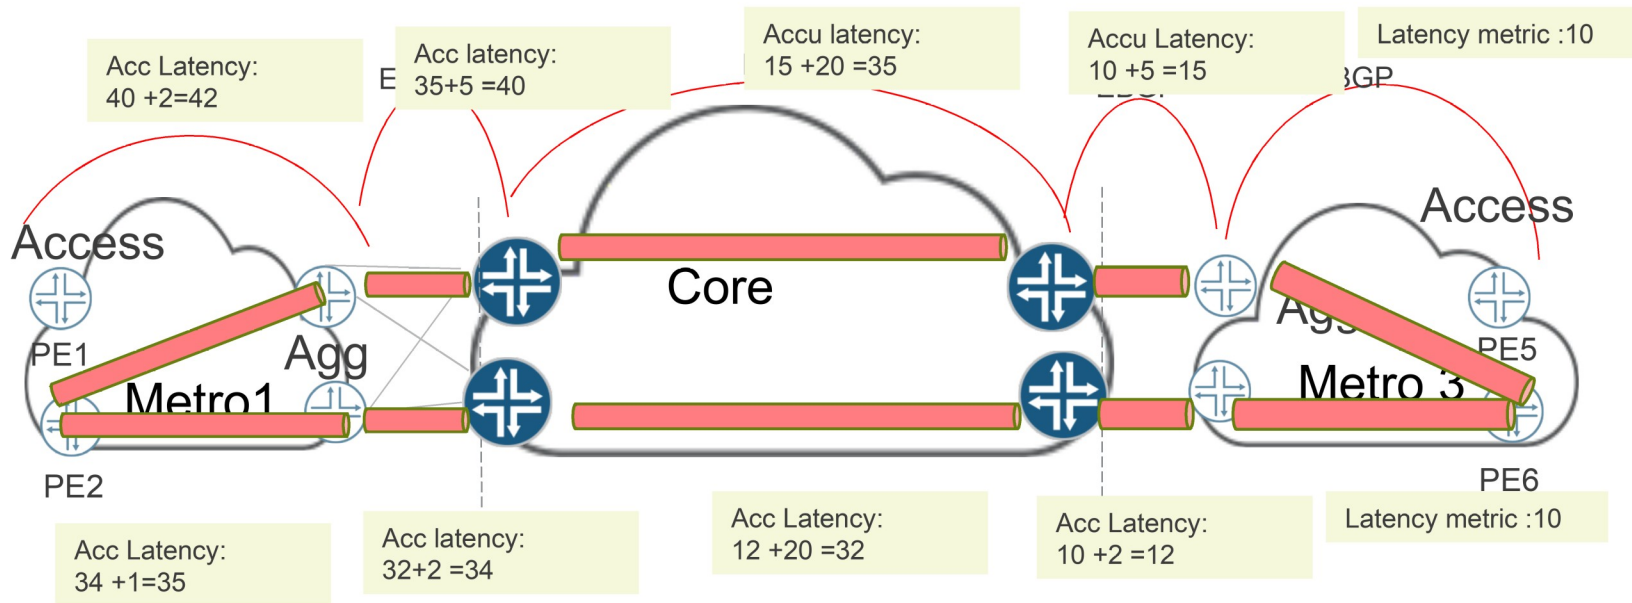 Acc Latency:
40 +2=42
Acc latency:
35+5 =40
Accu latency:
15 +20 =35
Accu Latency:
10 +5 =15
Latency metric :10
Access
Access
Core
PE1
Agg
PE5
Metro1
Metro 3
PE2
PE6
Acc Latency:
34 +1=35
Acc latency:
32+2 =34
Acc Latency:
12 +20 =32
Acc Latency:
10 +2 =12
Latency metric :10